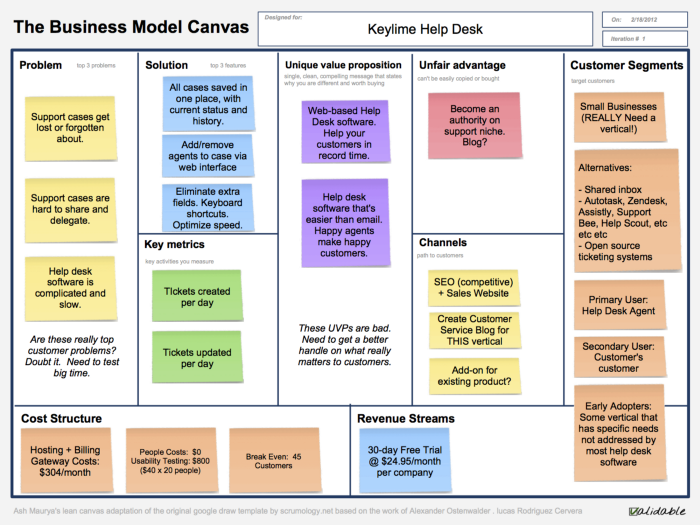 The Business Model Canvas
Designed for:
Keylime Help Desk
On: 2/18/2012
Iteration # 1
Problem
top 3 problems
Support cases get
lost or forgotten
about.
Support cases are
hard to share and
delegate.
Help desk
software is
complicated and
slow.
Are these really top
customer problems?
Doubt it. Need to test
big time.
Solution
top 3 features
All cases saved in
one place, with
current status and
history.
Add/remove
agents to case via
web interface
Eliminate extra
fields. Keyboard
shortcuts.
Optimize speed.
Key metrics
key activities you measure
TIckets created
per day
Tickets updated
per day
Unique value proposition
single, clean, compelling message that states
why you are different and worth buying
Web-based Help
Desk software.
Help your
customers in
record time.
Help desk
software that's
easier than email.
Happy agents
make happy
customers.
These UVPs are bad.
Need to get a better
handle on what really
matters to customers.
Unfair advantage
can't be easily copied or bought
Become an
authority on
support niche.
Blog?
Channels
path to customers
SEO (competitive)
+ Sales Website
Create Customer
Service Blog for
THIS vertical
Add-on for
existing product?
Customer Segments
target customers
Small Businesses
(REALLY Need a
vertical!)
Alternatives:
- Shared inbox
- Autotask, Zendesk,
Assistly, Support
Bee, Help Scout, etc
etc etc
- Open source
ticketing systems
Primary User:
Help Desk Agent
Secondary User:
Customer's
customer
Early Adopters:
Some vertical that
has specific needs
not addressed by
most help desk
software
Cost Structure
Hosting + Billing
Gateway Costs:
$304/month
People Costs: $0
Usability Testing: $800
($40 x 20 people)
Break Even: 45
Customers
Revenue Streams
30-day Free Trial
@ $24.95/month
per company
Ash Maurya's lean canvas adaptation of the original google draw template by scrumology.net based on the work of Alexander Ostenwalder . lucas Rodríguez Cervera
Validable